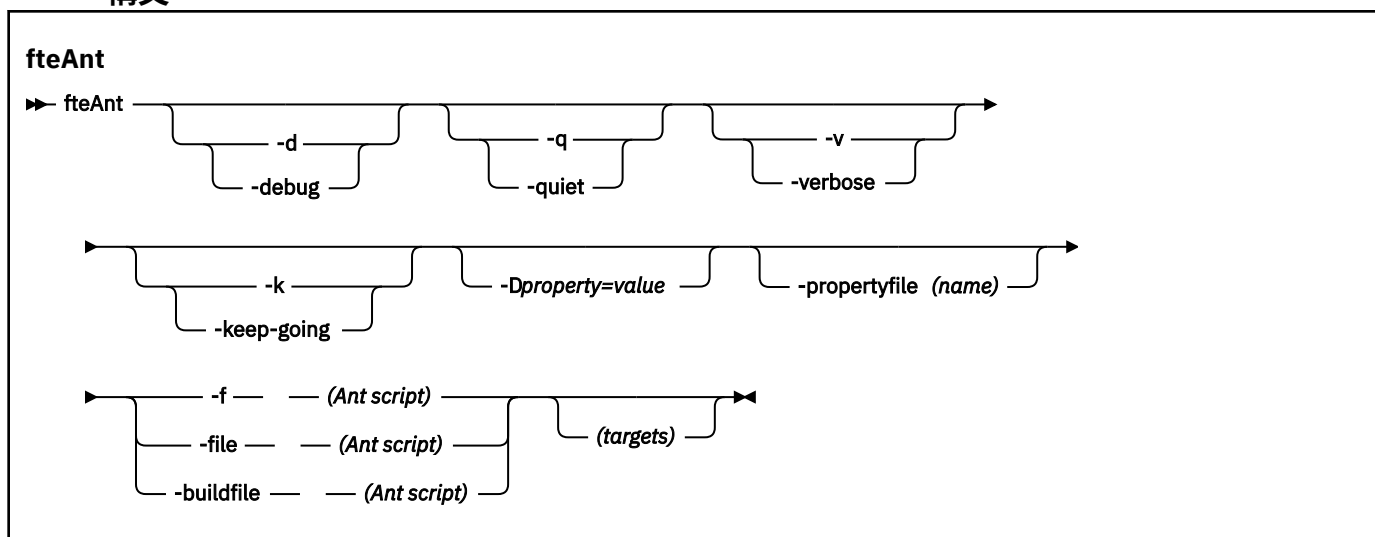 fteAnt
fteAnt
-d
-debug
-q
-quiet
-v
-verbose
-k
-keep-going
-Dproperty=value
-propertyfile (name)
-f (Ant script)
-file (Ant script)
-buildfile (Ant script)
(targets)